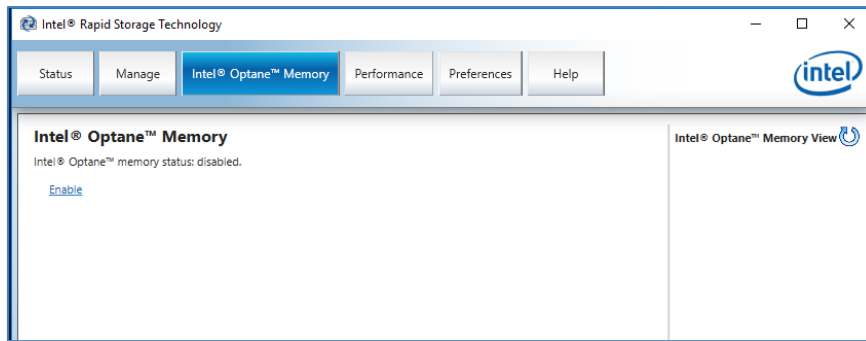 Intel® Rapid Storage Technology
Status
Manage
Intel® Optane™ Memory
Performance
Preferences
Help
intel
Intel® Optane™ Memory
Intel® Optane™ memory status: disabled.
Enable
Intel® Optane™ Memory View